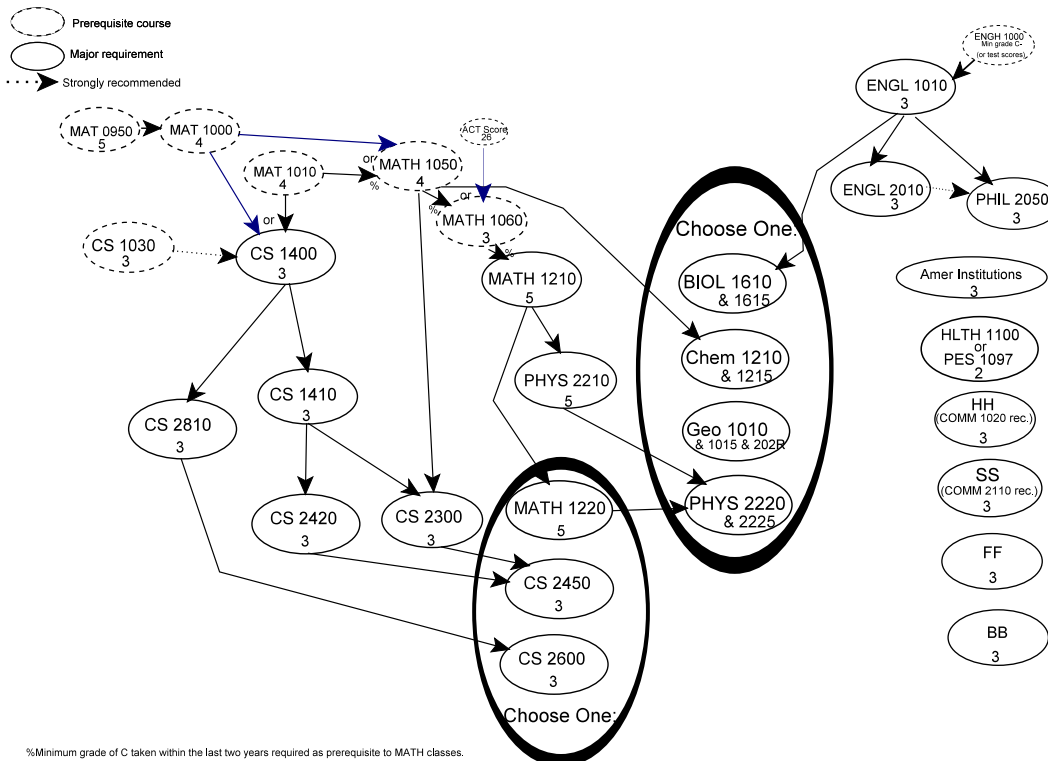 Prerequisite course
Major requirement
Strongly recommended
ENGH 1000
Min grade C-
(or test scores)
ENGL 1010
3
MAT 0950
5
MAT 1000
4
ACT Score
26
or
MATH 1050
4
%
MAT 1010
4
ENGL 2010
3
PHIL 2050
3
or
%
MATH 1060
3
%
or
CS 1030
3
CS 1400
3
Choose One:
MATH 1210
5
BIOL 1610
& 1615
Amer Institutions
3
HLTH 1100
or
PES 1097
2
Chem 1210
& 1215
PHYS 2210
5
CS 1410
3
CS 2810
3
HH
(COMM 1020 rec.)
3
Geo 1010
& 1015 & 202R
SS
(COMM 2110 rec.)
3
CS 2420
3
CS 2300
3
MATH 1220
5
PHYS 2220
& 2225
FF
3
CS 2450
3
BB
3
CS 2600
3
Choose One:
%Minimum grade of C taken within the last two years required as prerequisite to MATH classes.